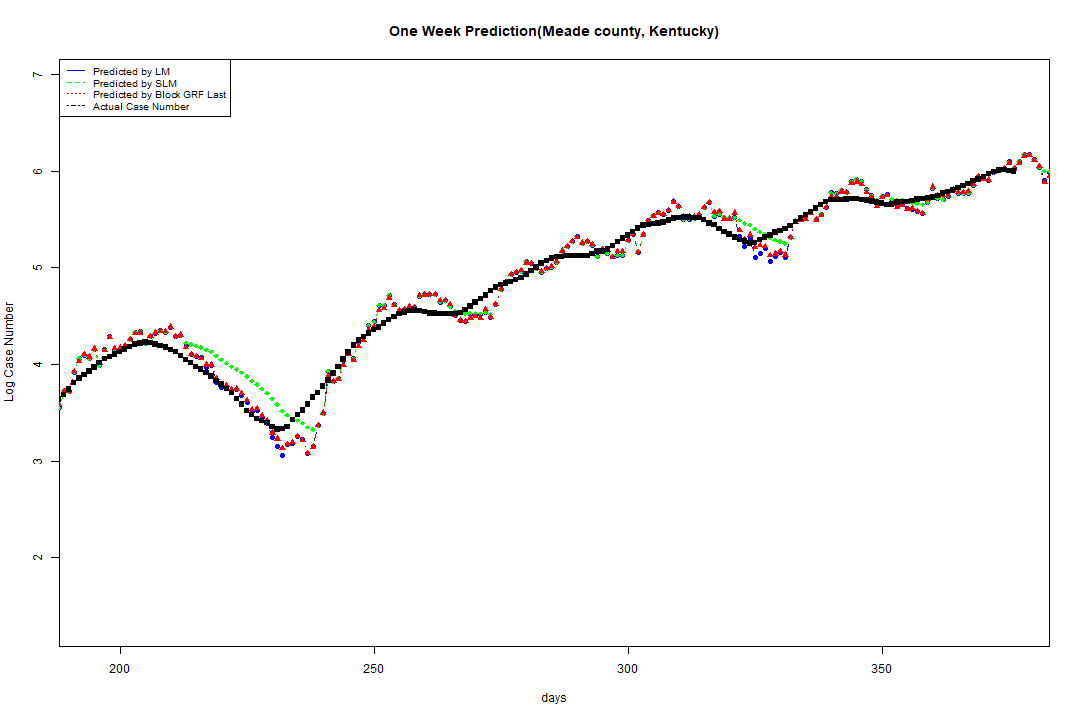 One Week Prediction(Meade county, Kentucky)
Predicted by LM
Predicted by SLM
Predicted by Block GRF Last
Actual Case Number
7
6
5
4
3
2
Log Case Number
200 250 300 350
days